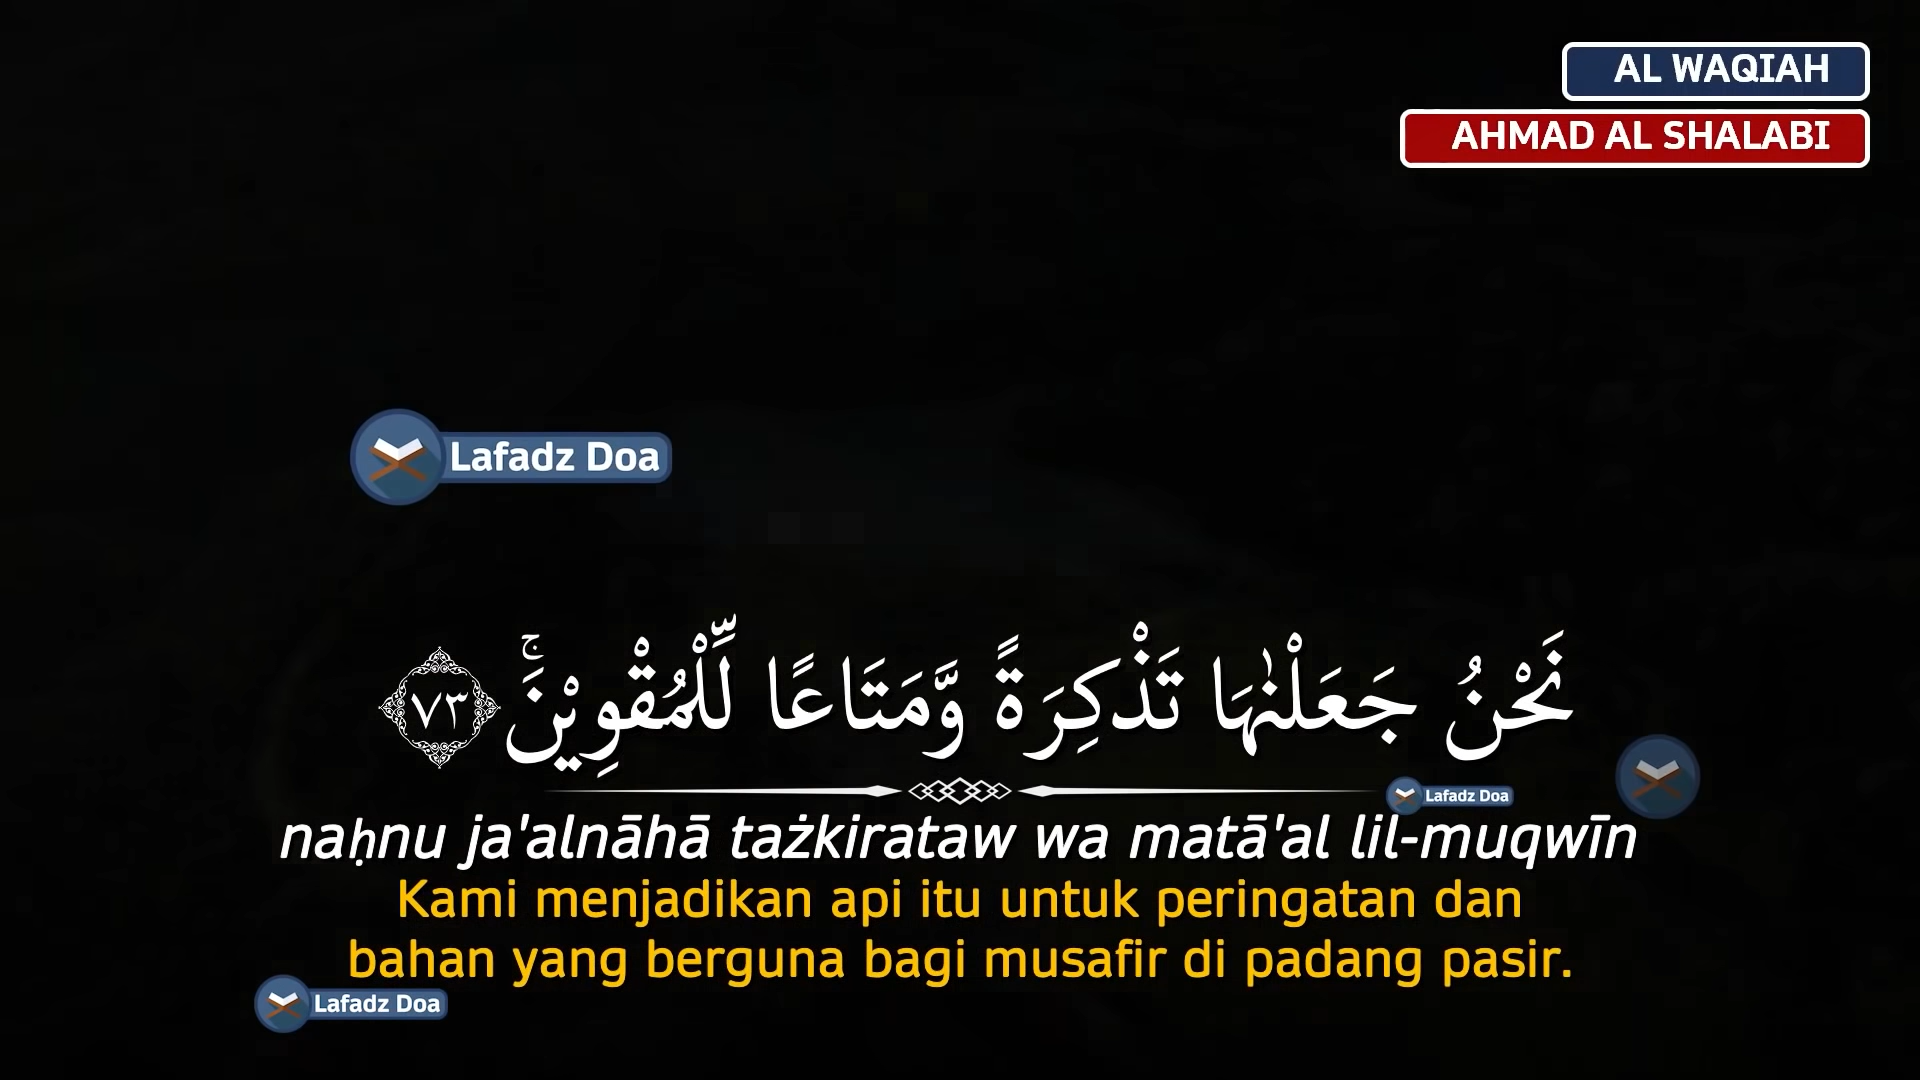 AL WAQIAH
AHMAD AL SHALABI
Lafadz Doa
نَحْنُ جَعَلْنٰهَا تَذْكِرَةً وَّمَتَاعًا لِّلْمُقْوِيْنَۚ ٧٣
Lafadz Doa
naḥnu ja'alnāhā tażkirataw wa matā'al lil-muqwīn
Kami menjadikan api itu untuk peringatan dan
bahan yang berguna bagi musafir di padang pasir.
Lafadz Doa